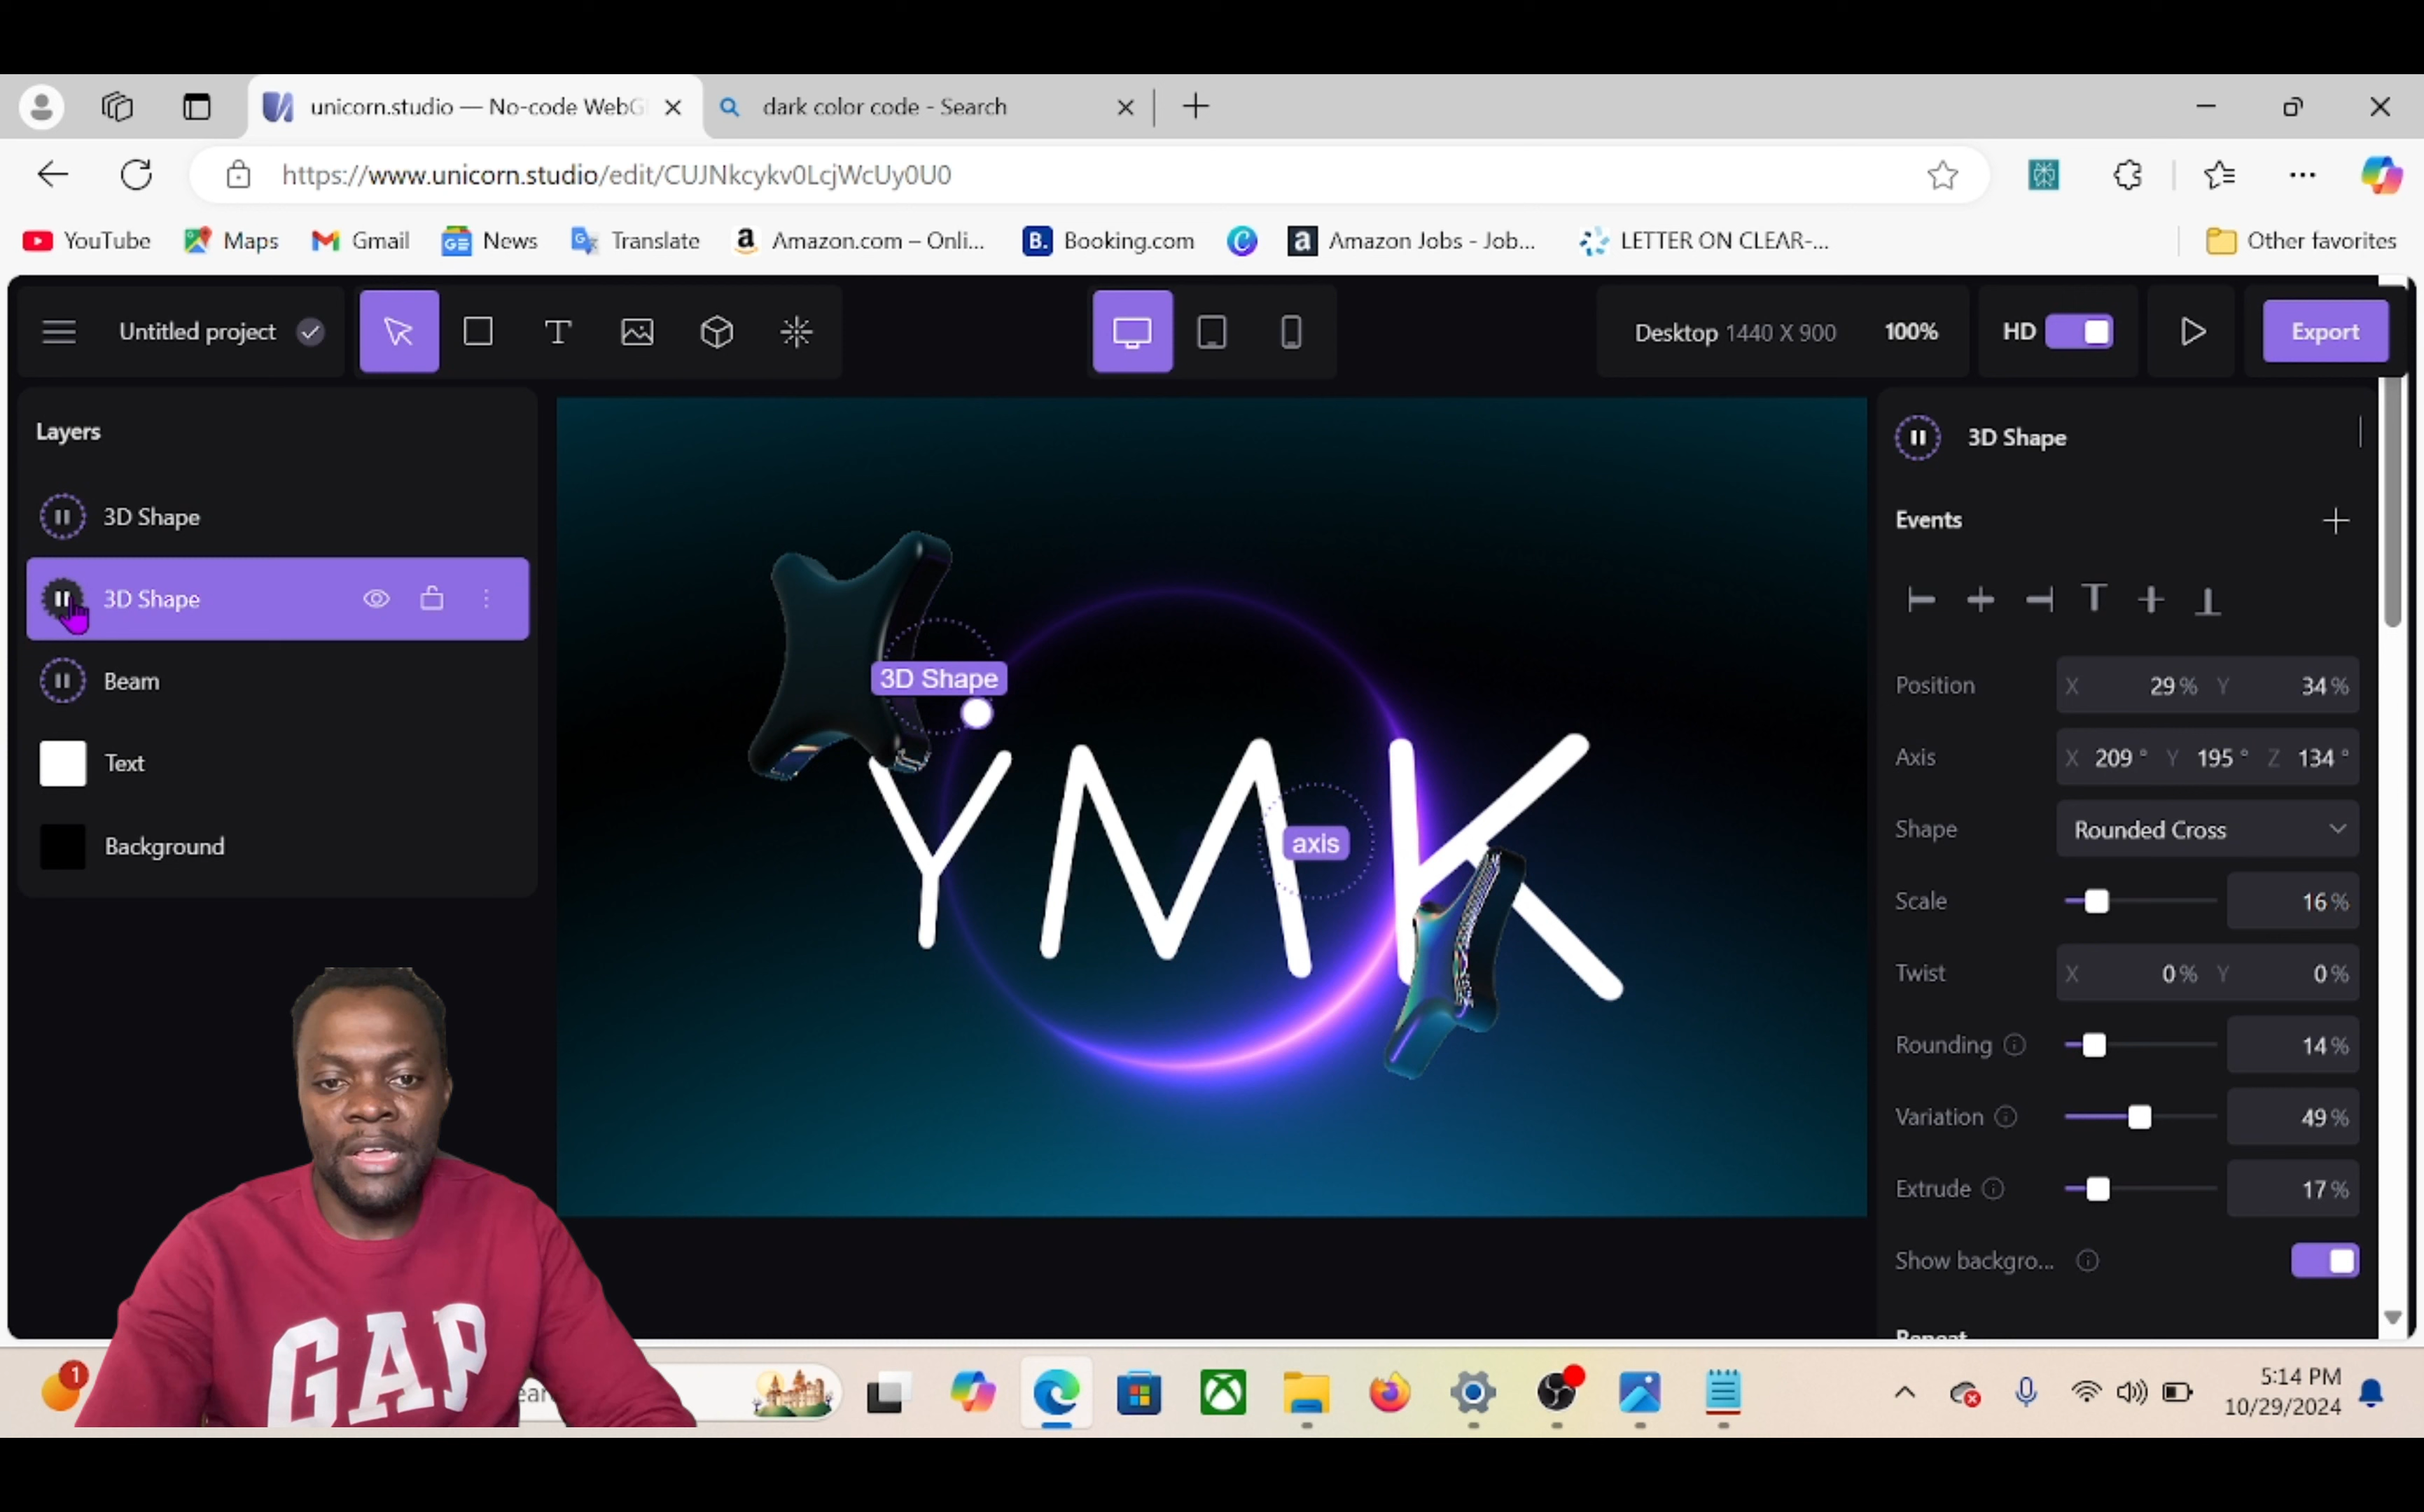 unicorn.studio — No-code WebG
dark color code - Search
https://www.unicorn.studio/edit/CUJNkcykv0LcjWcUy0U0
YouTube Maps Gmail News Translate Amazon.com – Onli... Booking.com Amazon Jobs - Job... LETTER ON CLEAR-... Other favorites
Untitled project Desktop 1440 X 900 100% HD Export
Layers
3D Shape
3D Shape
Beam
Text
Background
3D Shape
YMK
axis
3D Shape
Events
Position X 29 % Y 34 %
Axis X 209 ° Y 195 ° Z 134 °
Shape Rounded Cross
Scale 16 %
Twist X 0 % Y 0 %
Rounding 14 %
Variation 49 %
Extrude 17 %
Show backgro...
Repeat
GAP
1
5:14 PM
10/29/2024